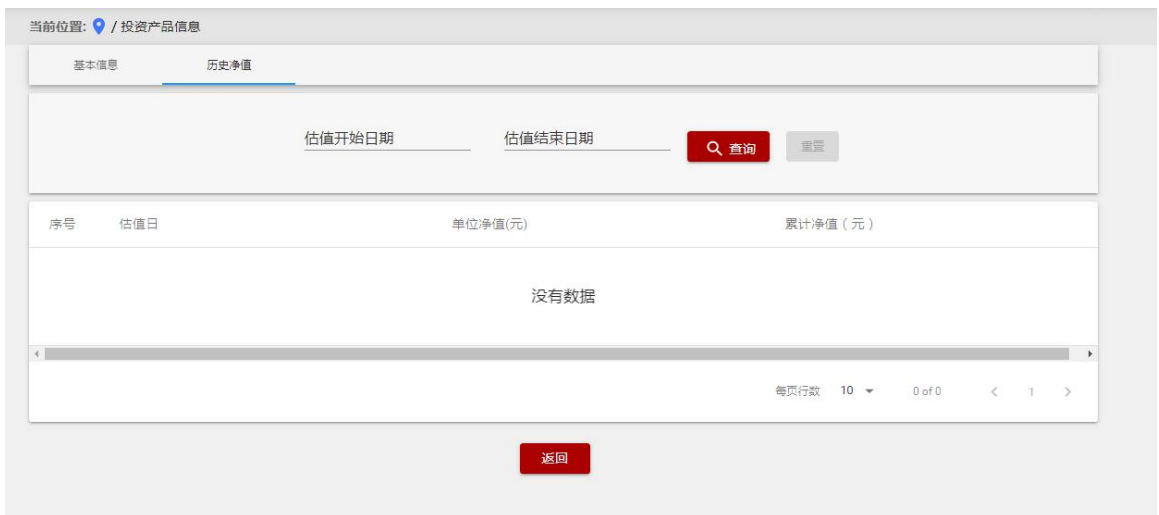 当前位置: / 投资产品信息
基本信息 历史净值
估值开始日期 估值结束日期 查询 重置
序号 估值日 单位净值(元) 累计净值（元）
没有数据
每页行数 10 0 of 0 < 1 >
返回